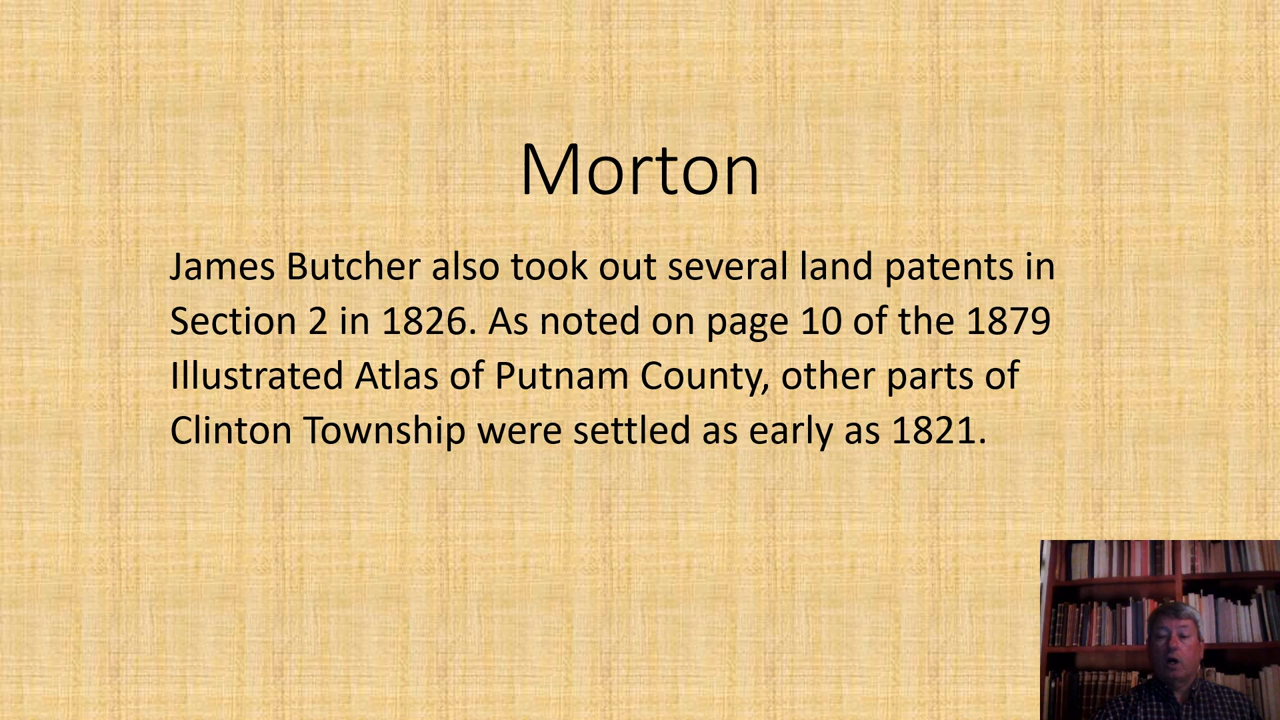 Morton
James Butcher also took out several land patents in
Section 2 in 1826. As noted on page 10 of the 1879
Illustrated Atlas of Putnam County, other parts of
Clinton Township were settled as early as 1821.